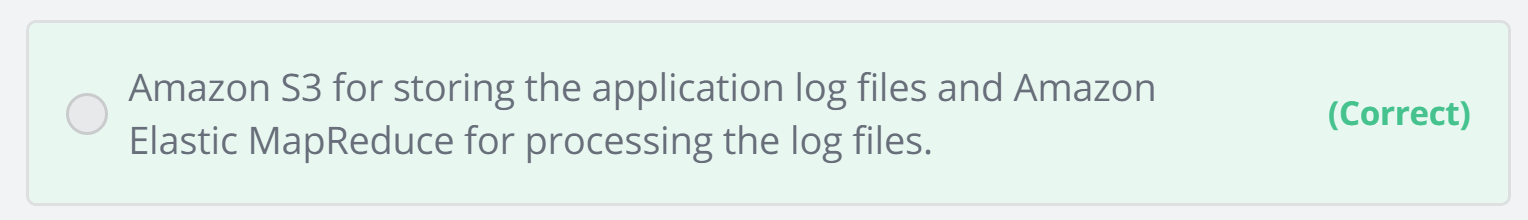 Amazon S3 for storing the application log files and Amazon
Elastic MapReduce for processing the log files.
(Correct)